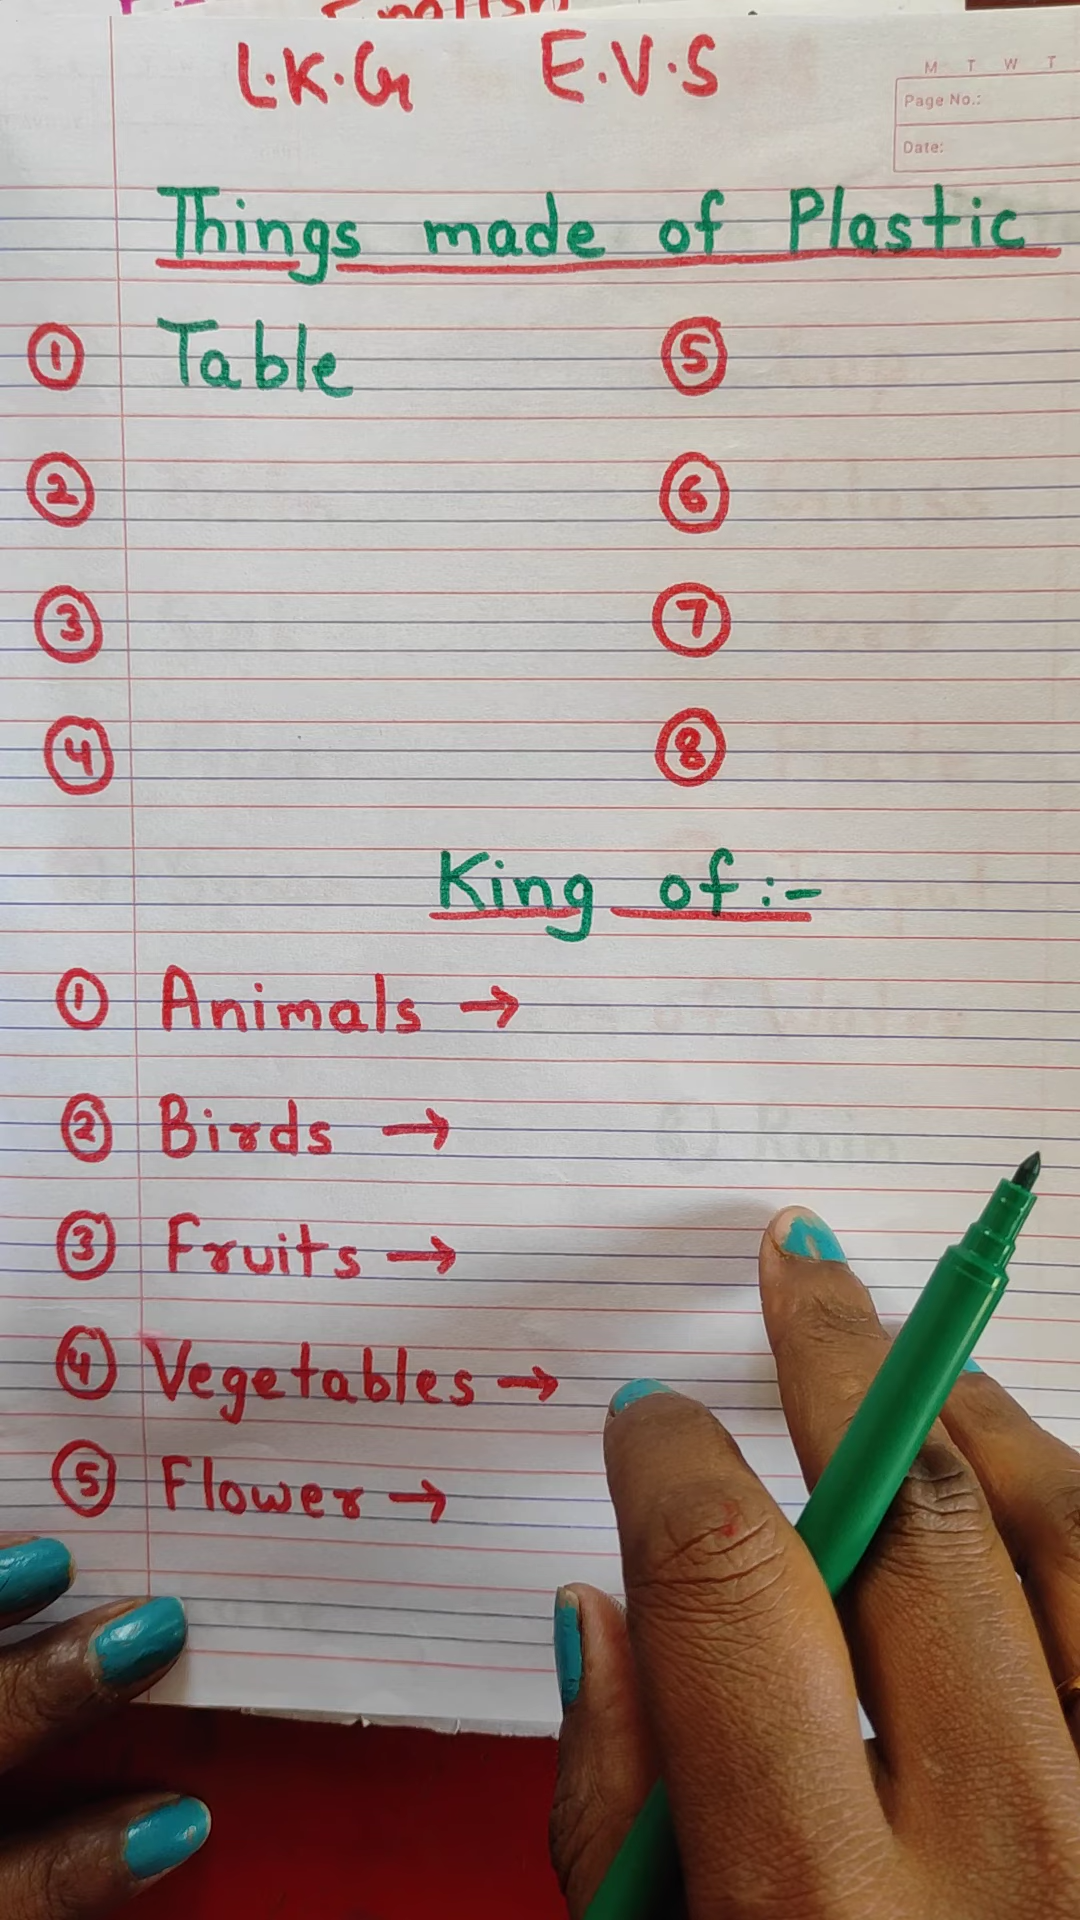 English
L.K.G E.V.S
M T W T
Page No.:
Date:
Things made of Plastic
1 Table 5
2 6
3 7
4 8
King of :-
1 Animals →
2 Birds →
3 Fruits →
4 Vegetables →
5 Flower →